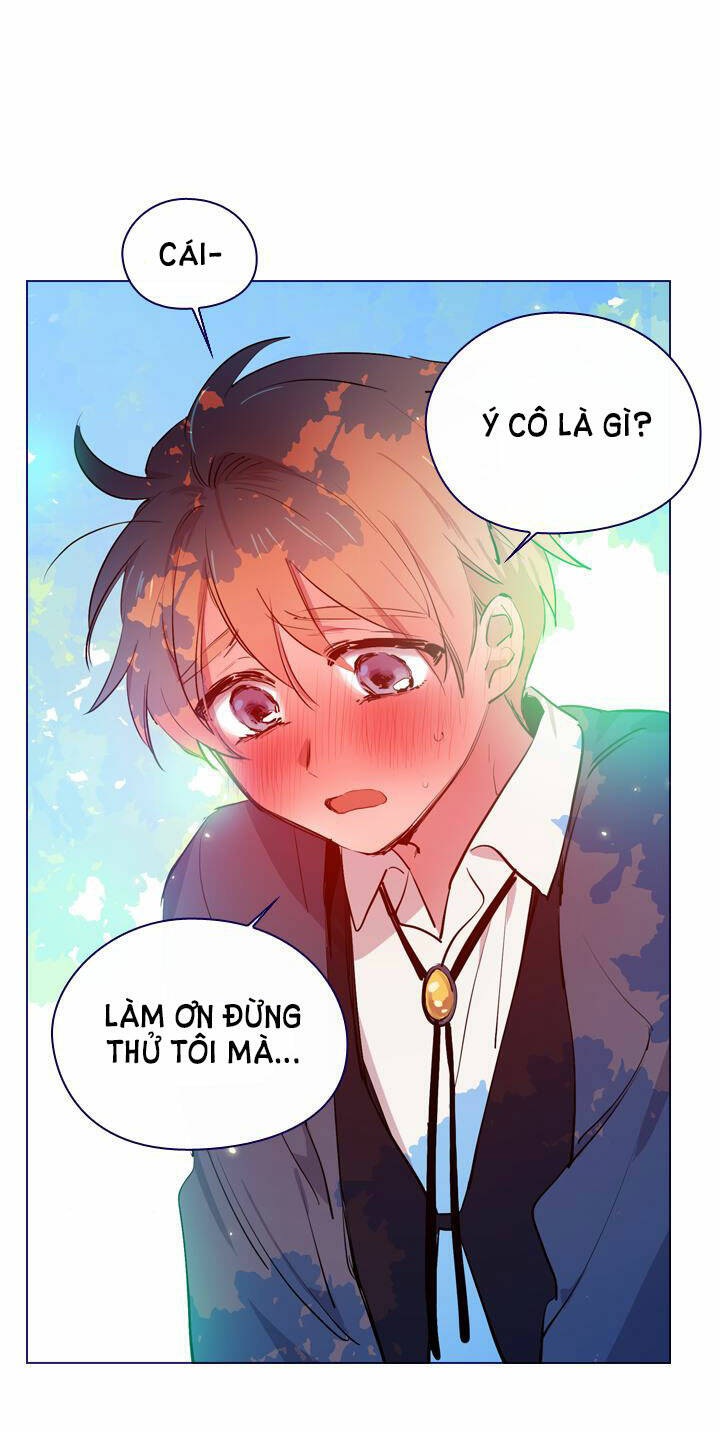 CÁI-
Ý CÔ LÀ GÌ?
LÀM ƠN ĐỪNG
THỬ TÔI MÀ...